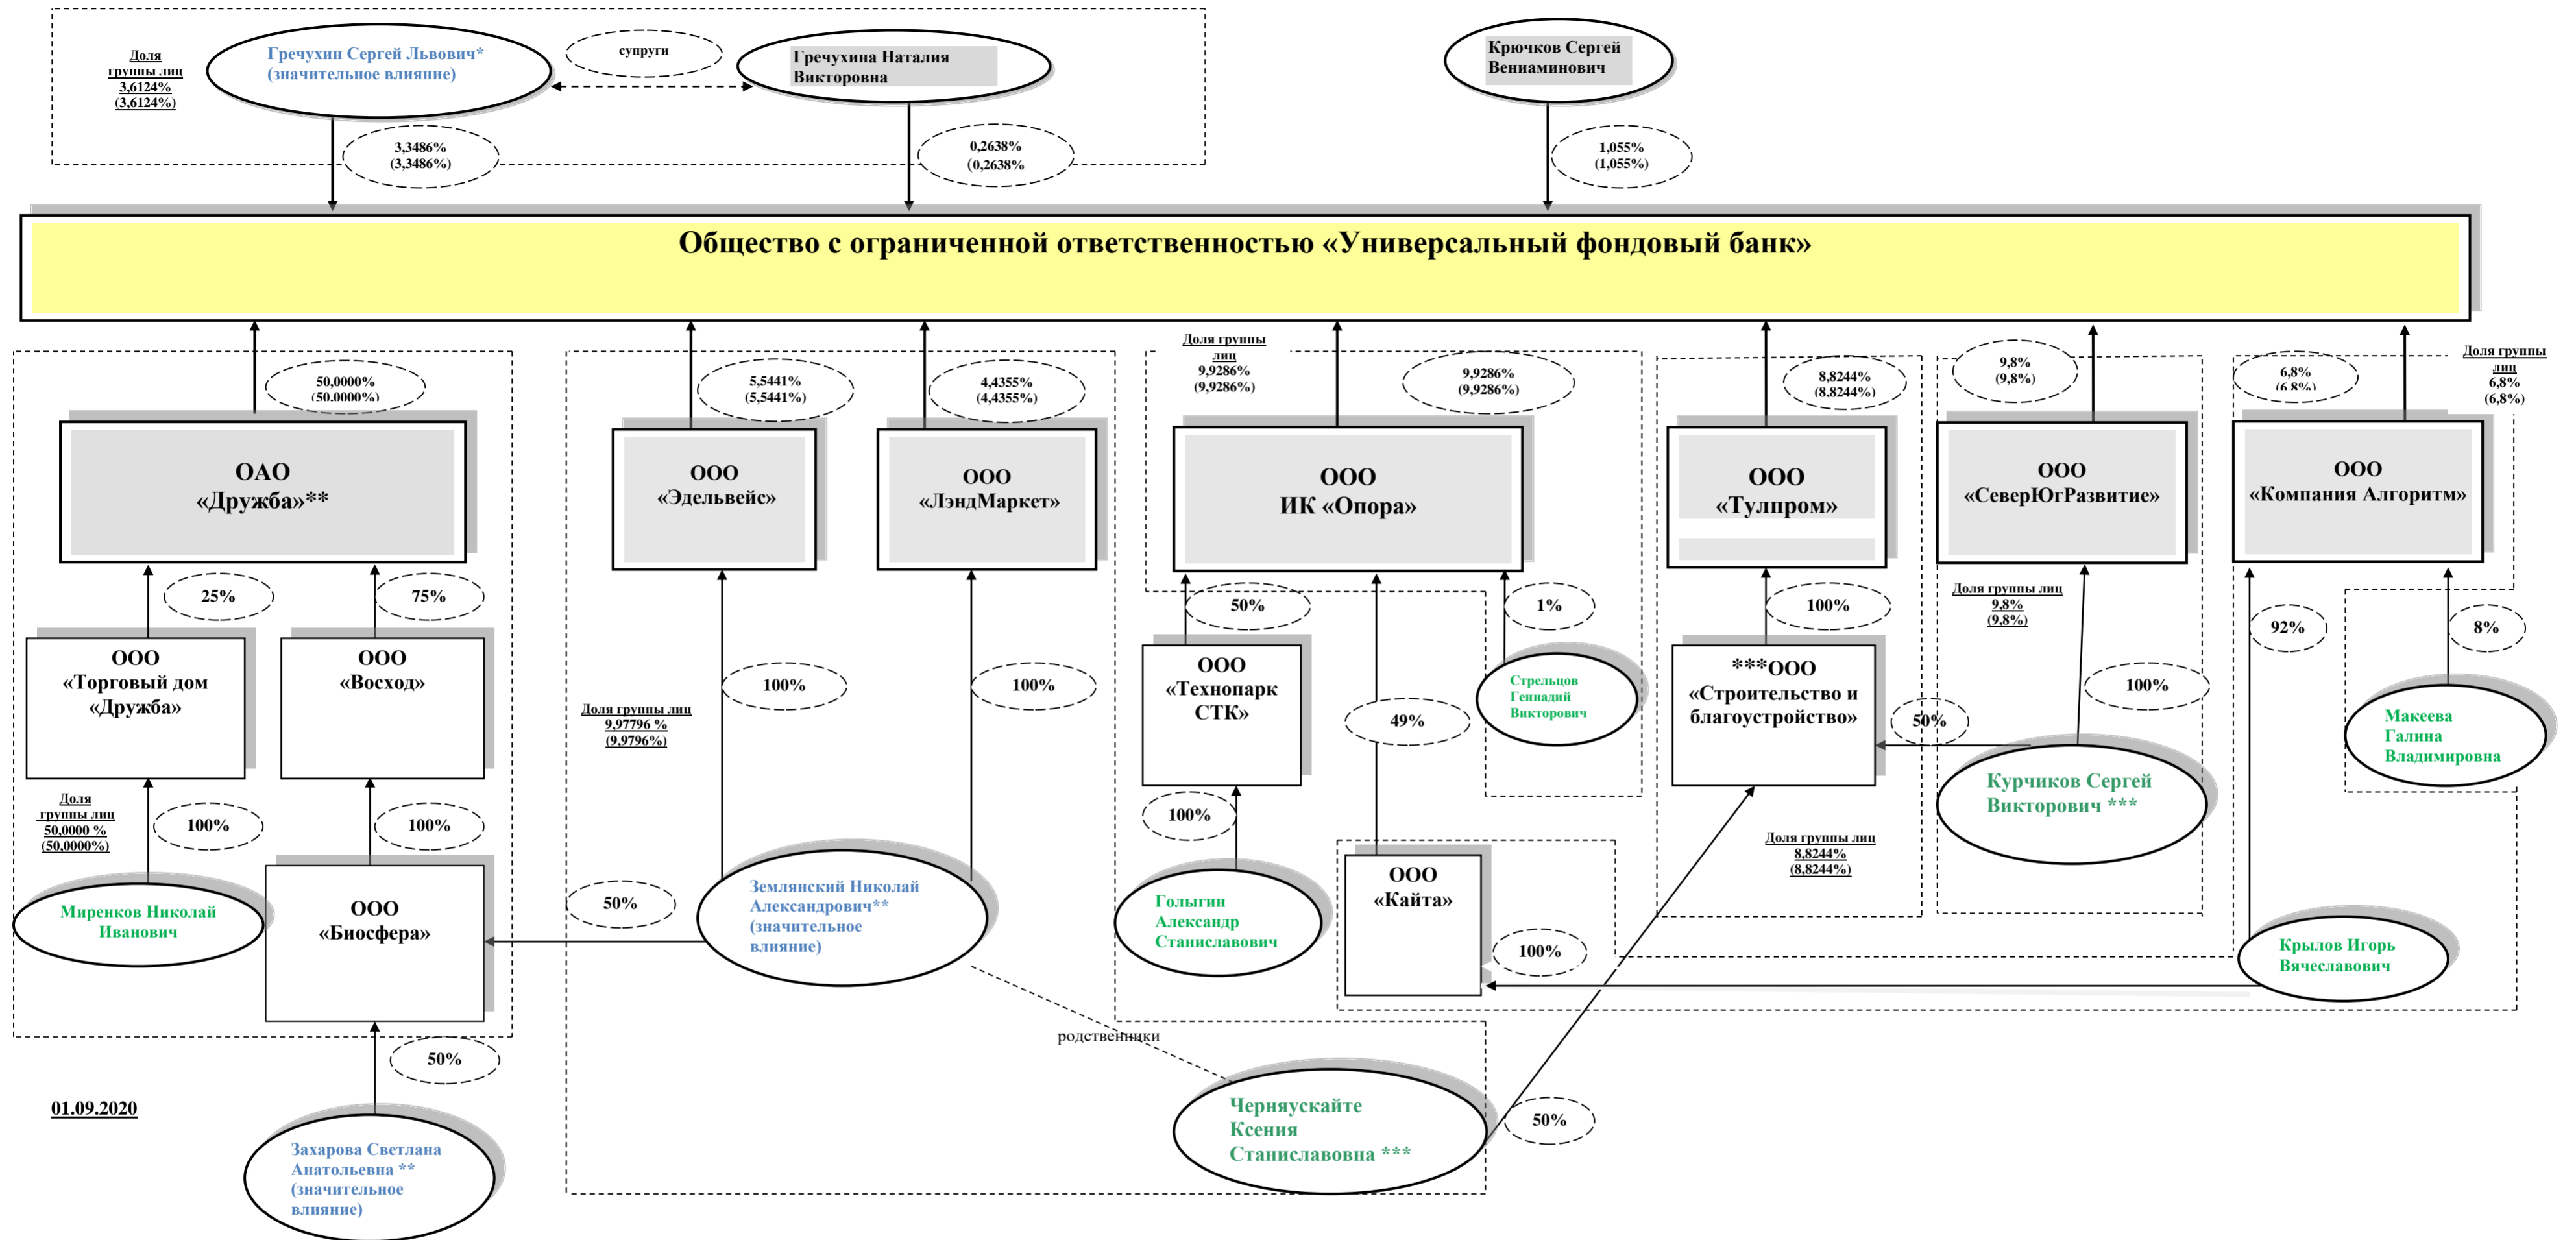 Доля
группы лиц
3,6124%
(3,6124%)
Гречухин Сергей Львович*
(значительное влияние)
супруги
Гречухина Наталия
Викторовна
Крючков Сергей
Вениаминович
3,3486%
(3,3486%)
0,2638%
(0,2638%
1,055%
(1,055%)
Общество с ограниченной ответственностью «Универсальный фондовый банк»
50,0000%
(50.0000%)
5,5441%
(5,5441%)
4,4355%
(4,4355%)
Доля группы
лиц
9,9286%
(9,9286%)
9,9286%
(9,9286%)
8,8244%
(8.8244%)
9,8%
(9,8%)
6,8%
(6,8%)
Доля группы
лиц
6,8%
(6,8%)
ОАО
«Дружба»**
ООО
«Эдельвейс»
ООО
«ЛэндМаркет»
ООО
ИК «Опора»
ООО
«Тулпром»
ООО
«СеверЮгРазвитие»
ООО
«Компания Алгоритм»
25%
75%
50%
1%
100%
Доля группы лиц
9,8%
(9,8%)
92%
8%
ООО
«Торговый дом
«Дружба»
ООО
«Восход»
100%
100%
Доля группы лиц
9,97796 %
(9,9796%)
ООО
«Технопарк
СТК»
49%
Стрельцов
Геннадий
Викторович
***ООО
«Строительство и
благоустройство»
50%
100%
Макеева
Галина
Владимировна
Курчиков Сергей
Викторович ***
Доля
группы лиц
50,0000 %
(50,0000%)
100%
100%
100%
Доля группы лиц
8,8244%
(8,8244%)
Миренков Николай
Иванович
ООО
«Биосфера»
50%
Землянский Николай
Александрович**
(значительное
влияние)
Голыгин
Александр
Станиславович
ООО
«Кайта»
100%
Крылов Игорь
Вячеславович
родственники
50%
01.09.2020
Захарова Светлана
Анатольевна **
(значительное
влияние)
Черняускайте
Ксения
Станиславовна ***
50%